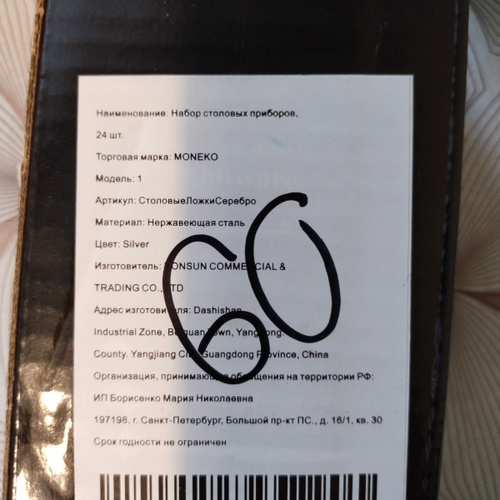 Наименование: Набор столовых приборов,
24 шт.
Торговая марка: MONEKO
Модель: 1
Артикул: СтоловыеЛожкиСеребро
Материал: Нержавеющая сталь
Цвет: Silver
Изготовитель: COMMERCIAL &
TRADING CO., LTD
Адрес изготовителя: Dashishan
Industrial Zone, Town,
County. Yangjiang City Guangdong Province, China
Организация, принимающая обращения на территории РФ:
ИП Борисенко Мария Николаевна
197198, г. Санкт-Петербург, Большой пр-кт ПС., д. 16/1, кв. 30
Срок годности не ограничен
60